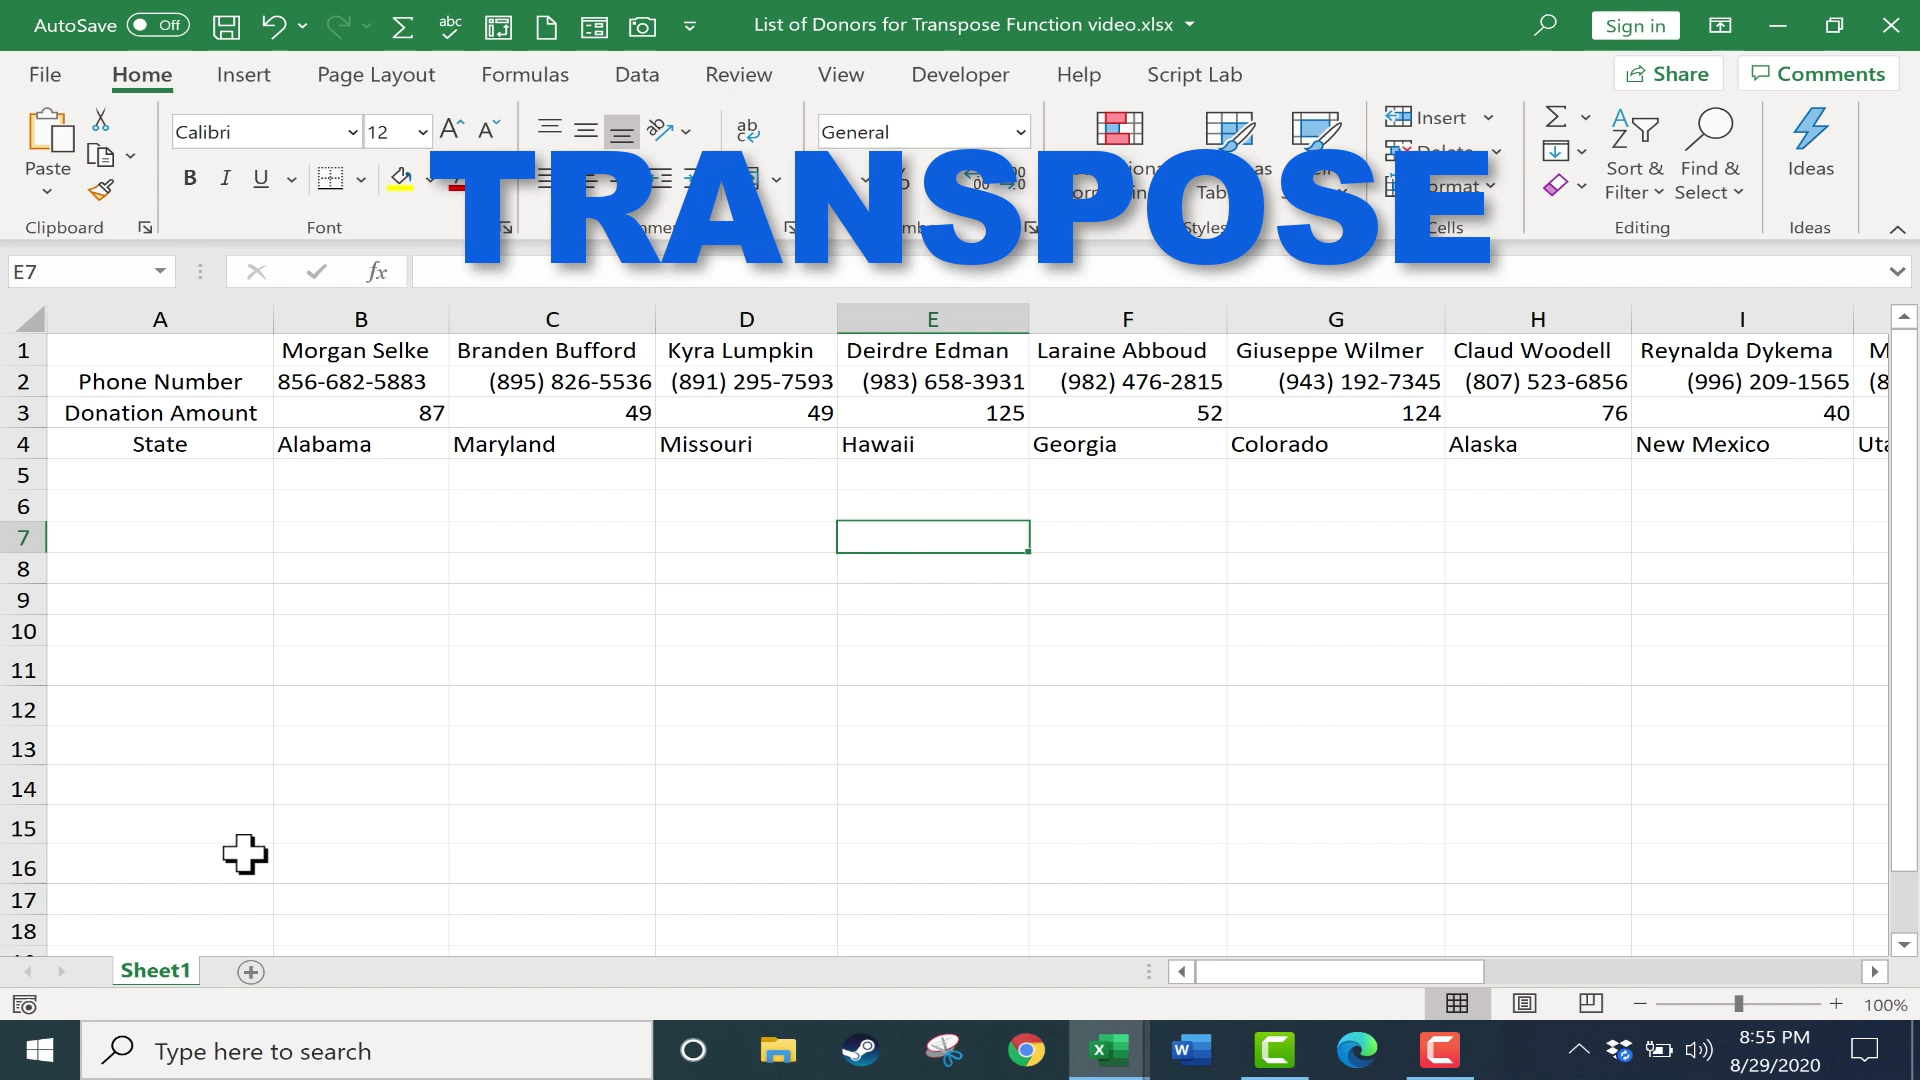 AutoSave Off abc List of Donors for Transpose Function video.xlsx Sign in
File Home Insert Page Layout Formulas Data Review View Developer Help Script Lab Share Comments
Calibri 12 General Insert
Paste Sort & Filter Find & Select Ideas
B I U
Clipboard Font Styles Cells Editing Ideas
TRANSPOSE
E7 fx
A B C D E F G H I
1 Morgan Selke Branden Bufford Kyra Lumpkin Deirdre Edman Laraine Abboud Giuseppe Wilmer Claud Woodell Reynalda Dykema M
2 Phone Number 856-682-5883 (895) 826-5536 (891) 295-7593 (983) 658-3931 (982) 476-2815 (943) 192-7345 (807) 523-6856 (996) 209-1565 (8
3 Donation Amount 87 49 49 125 52 124 76 40
4 State Alabama Maryland Missouri Hawaii Georgia Colorado Alaska New Mexico Uta
5
6
7
8
9
10
11
12
13
14
15
16
17
18
Sheet1
100%
Type here to search 8:55 PM
8/29/2020